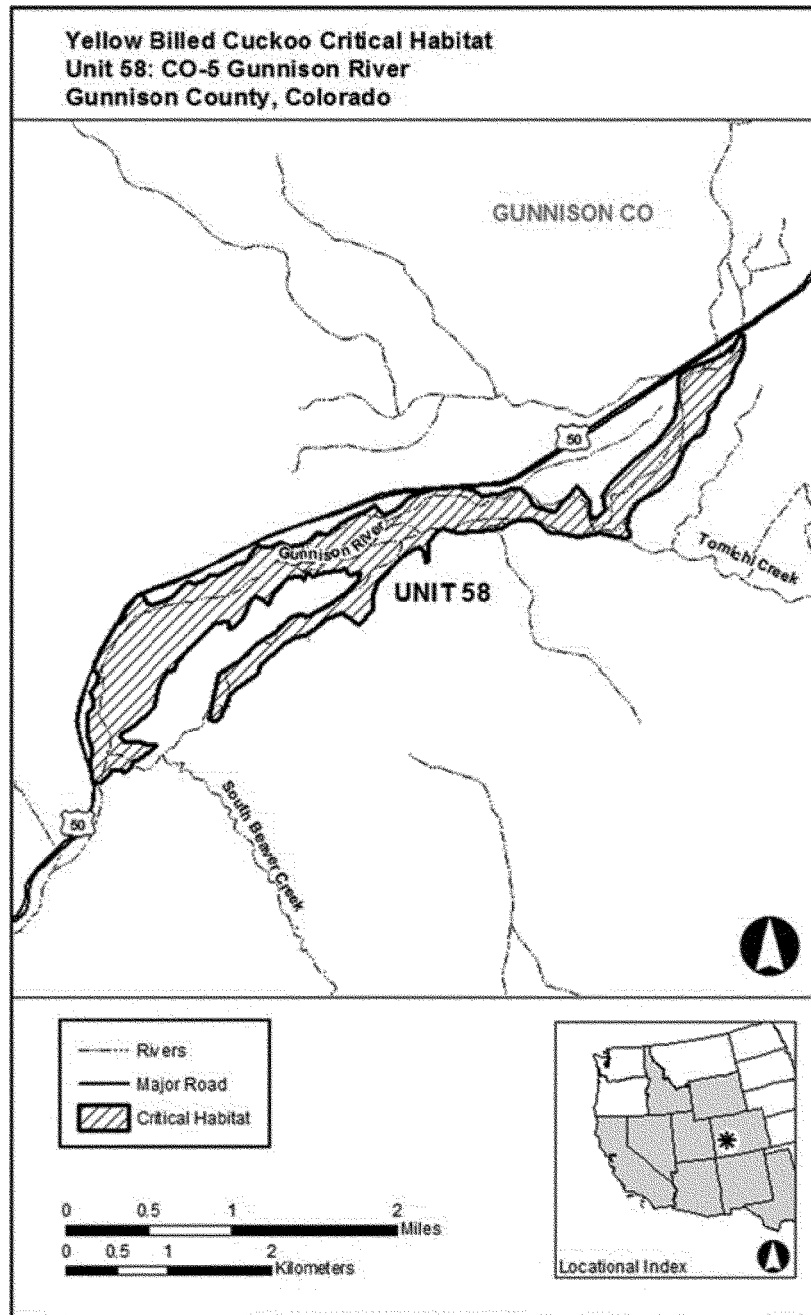 Yellow Billed Cuckoo Critical Habitat
Unit 58: CO-5 Gunnison River
Gunnison County, Colorado
GUNNISON CO
50
Gunnison River
Tomichi Creek
UNIT 58
South Beaver Creek
50
Rivers
Major Road
Critical Habitat
0 0.5 1 2
Miles
0 0.5 1 2
Kilometers
Locational Index